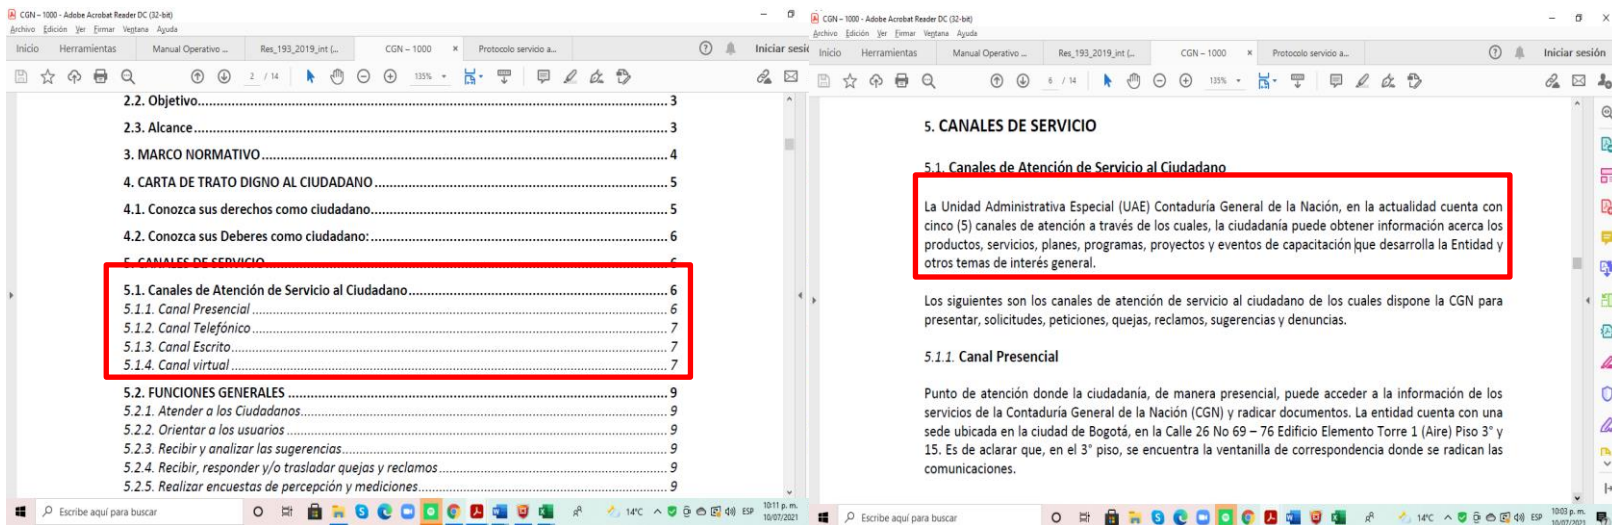 CGN – 1000 - Adobe Acrobat Reader DC (32-bit)
Archivo Edición Ver Firmar Ventana Ayuda
Inicio Herramientas Manual Operativo ... Res_193_2019_int (... CGN – 1000 × Protocolo servicio a... Iniciar sesió
2 / 14 135%
2.2. Objetivo 3
2.3. Alcance 3
3. MARCO NORMATIVO 4
4. CARTA DE TRATO DIGNO AL CIUDADANO 5
4.1. Conozca sus derechos como ciudadano 5
4.2. Conozca sus Deberes como ciudadano: 6
5. CANALES DE SERVICIO 6
5.1. Canales de Atención de Servicio al Ciudadano 6
5.1.1. Canal Presencial 6
5.1.2. Canal Telefónico 7
5.1.3. Canal Escrito 7
5.1.4. Canal virtual 7
5.2. FUNCIONES GENERALES 9
5.2.1. Atender a los Ciudadanos 9
5.2.2. Orientar a los usuarios 9
5.2.3. Recibir y analizar las sugerencias 9
5.2.4. Recibir, responder y/o trasladar quejas y reclamos 9
5.2.5. Realizar encuestas de percepción y mediciones 9
Escribe aquí para buscar 14°C ESP 10:11 p. m.
10/07/2021
CGN – 1000 - Adobe Acrobat Reader DC (32-bit)
Archivo Edición Ver Firmar Ventana Ayuda
Inicio Herramientas Manual Operativo ... Res_193_2019_int (... CGN – 1000 × Protocolo servicio a... Iniciar sesión
6 / 14 135%
5. CANALES DE SERVICIO
5.1. Canales de Atención de Servicio al Ciudadano
La Unidad Administrativa Especial (UAE) Contaduría General de la Nación, en la actualidad cuenta con
cinco (5) canales de atención a través de los cuales, la ciudadanía puede obtener información acerca los
productos, servicios, planes, programas, proyectos y eventos de capacitación que desarrolla la Entidad y
otros temas de interés general.
Los siguientes son los canales de atención de servicio al ciudadano de los cuales dispone la CGN para
presentar, solicitudes, peticiones, quejas, reclamos, sugerencias y denuncias.
5.1.1. Canal Presencial
Punto de atención donde la ciudadanía, de manera presencial, puede acceder a la información de los
servicios de la Contaduría General de la Nación (CGN) y radicar documentos. La entidad cuenta con una
sede ubicada en la ciudad de Bogotá, en la Calle 26 No 69 – 76 Edificio Elemento Torre 1 (Aire) Piso 3° y
15. Es de aclarar que, en el 3° piso, se encuentra la ventanilla de correspondencia donde se radican las
comunicaciones.
Escribe aquí para buscar 14°C ESP 10:03 p. m.
10/07/2021